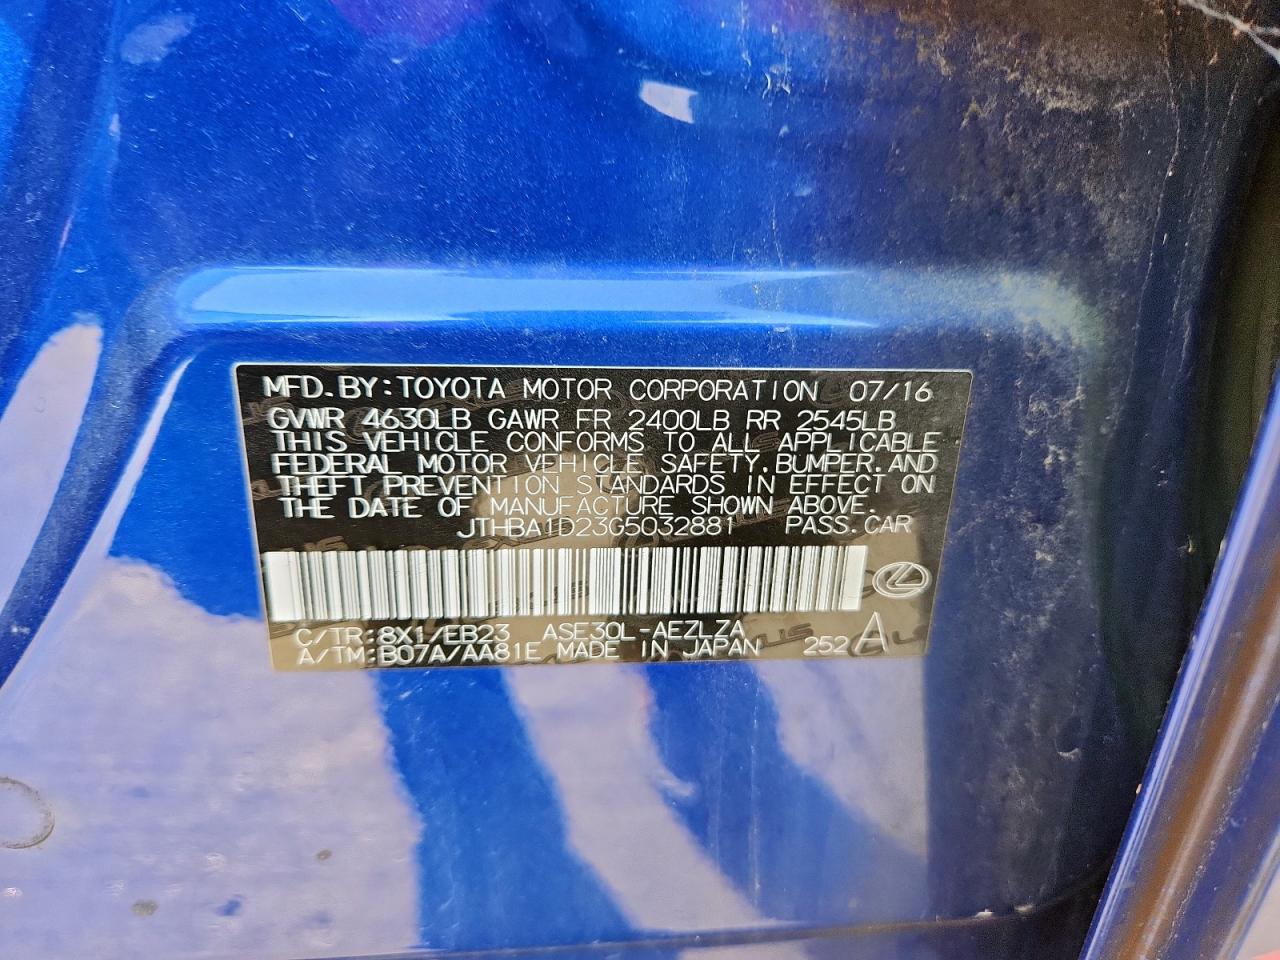 MFD.BY:TOYOTA MOTOR CORPORATION 07/16
GVWR 4630LB GAWR FR 2400LB RR 2545LB
THIS VEHICLE CONFORMS TO ALL APPLICABLE
FEDERAL MOTOR VEHICLE SAFETY,BUMPER,AND
THEFT PREVENTION STANDARDS IN EFFECT ON
THE DATE OF MANUFACTURE SHOWN ABOVE.
JTHBA1D23G5032881 PASS.CAR
C/TR:8X1/EB23 ASE30L-AEZLZA
A/TM:B07A/AA81E MADE IN JAPAN 252A